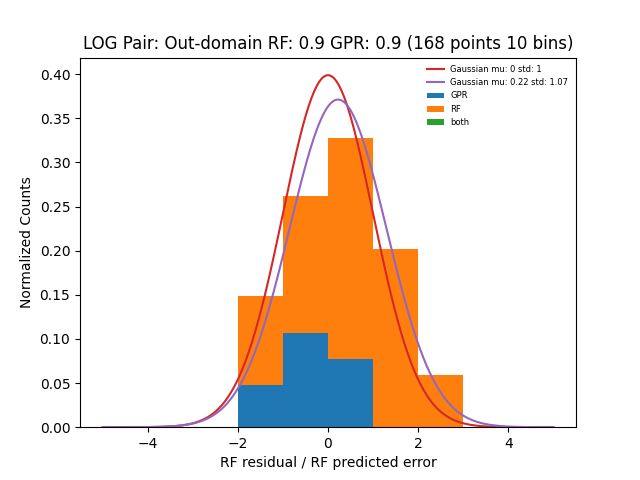 LOG Pair: Out-domain RF: 0.9 GPR: 0.9 (168 points 10 bins)
Gaussian mu: 0 std: 1
Gaussian mu: 0.22 std: 1.07
GPR
RF
both
0.40
0.35
0.30
0.25
0.20
0.15
0.10
0.05
0.00
Normalized Counts
−4
−2
0
2
4
RF residual / RF predicted error